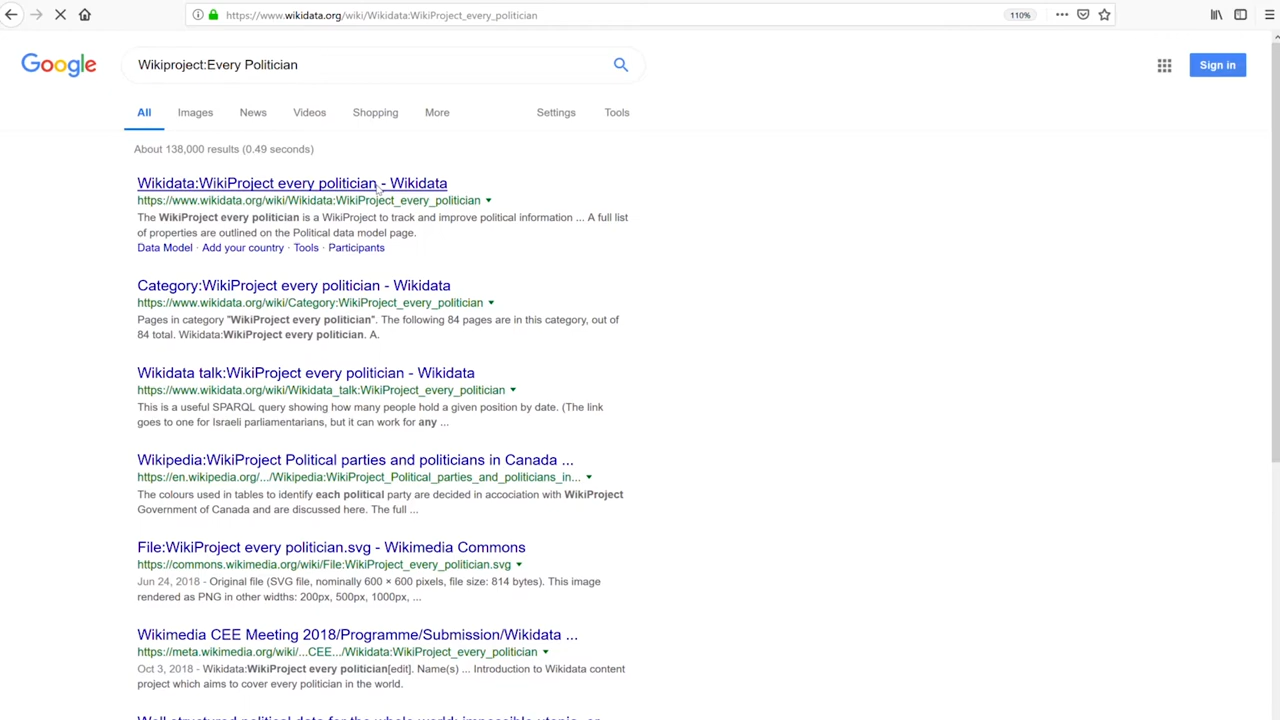 https://www.wikidata.org/wiki/Wikidata:WikiProject_every_politician
110%
Google
Wikiproject:Every Politician
Sign in
All Images News Videos Shopping More Settings Tools
About 138,000 results (0.49 seconds)
Wikidata:WikiProject every politician - Wikidata
https://www.wikidata.org/wiki/Wikidata:WikiProject_every_politician
The WikiProject every politician is a WikiProject to track and improve political information ... A full list
of properties are outlined on the Political data model page.
Data Model · Add your country · Tools · Participants
Category:WikiProject every politician - Wikidata
https://www.wikidata.org/wiki/Category:WikiProject_every_politician
Pages in category "WikiProject every politician". The following 84 pages are in this category, out of
84 total. Wikidata:WikiProject every politician. A.
Wikidata talk:WikiProject every politician - Wikidata
https://www.wikidata.org/wiki/Wikidata_talk:WikiProject_every_politician
This is a useful SPARQL query showing how many people hold a given position by date. (The link
goes to one for Israeli parliamentarians, but it can work for any ...
Wikipedia:WikiProject Political parties and politicians in Canada ...
https://en.wikipedia.org/.../Wikipedia:WikiProject_Political_parties_and_politicians_in...
The colours used in tables to identify each political party are decided in accociation with WikiProject
Government of Canada and are discussed here. The full ...
File:WikiProject every politician.svg - Wikimedia Commons
https://commons.wikimedia.org/wiki/File:WikiProject_every_politician.svg
Jun 24, 2018 - Original file (SVG file, nominally 600 × 600 pixels, file size: 814 bytes). This image
rendered as PNG in other widths: 200px, 500px, 1000px, ...
Wikimedia CEE Meeting 2018/Programme/Submission/Wikidata ...
https://meta.wikimedia.org/wiki/...CEE.../Wikidata:WikiProject_every_politician
Oct 3, 2018 - Wikidata:WikiProject every politician[edit]. Name(s) ... Introduction to Wikidata content
project which aims to cover every politician in the world.
Well structured political data for the whole world: impossible utopia, or